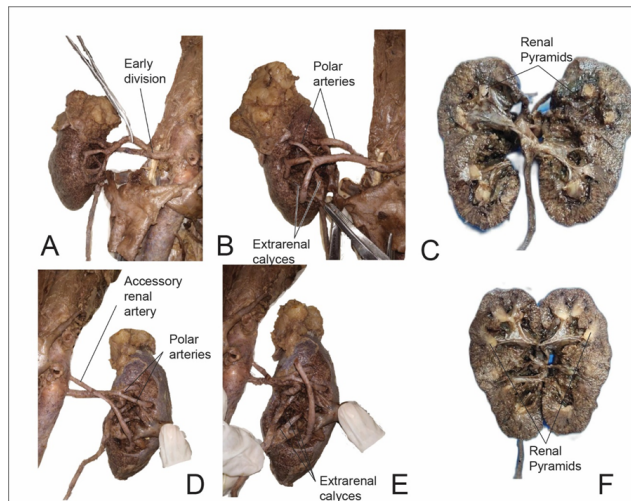 Early
division
A
Polar
arteries
Extrarenal
calyces
B
Renal
Pyramids
C
Accessory
renal
artery
Polar
arteries
D
Extrarenal
calyces
E
Renal
Pyramids
F